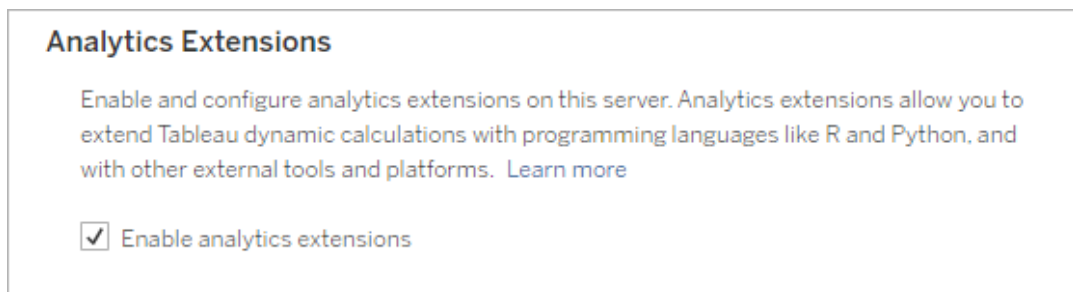 Analytics Extensions
Enable and configure analytics extensions on this server. Analytics extensions allow you to
extend Tableau dynamic calculations with programming languages like R and Python, and
with other external tools and platforms. Learn more
Enable analytics extensions